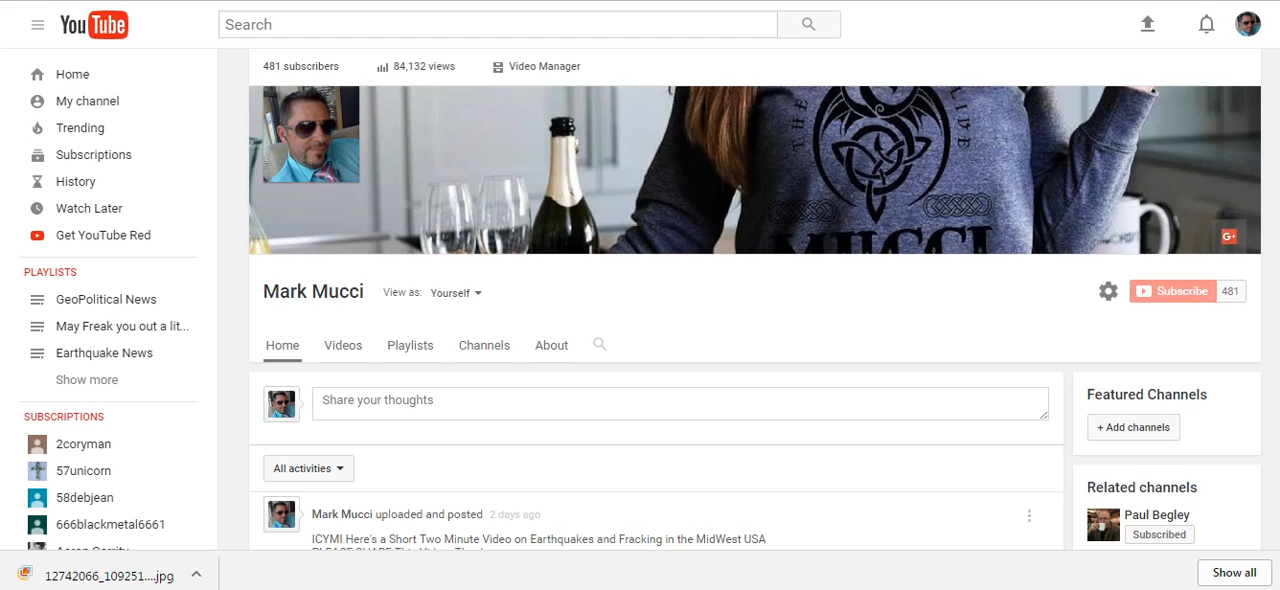 YouTube
Search
481 subscribers
84,132 views
Video Manager
Home
My channel
Trending
Subscriptions
History
Watch Later
Get YouTube Red
PLAYLISTS
GeoPolitical News
May Freak you out a lit...
Earthquake News
Show more
SUBSCRIPTIONS
2coryman
57unicorn
58debjean
666blackmetal6661
THE
LIVE
MUCCI
G+
Mark Mucci
View as: Yourself
Subscribe 481
Home Videos Playlists Channels About
Share your thoughts
All activities
Mark Mucci uploaded and posted 2 days ago
ICYMI Here's a Short Two Minute Video on Earthquakes and Fracking in the MidWest USA
Featured Channels
+ Add channels
Related channels
Paul Begley
Subscribed
12742066_109251....jpg
Show all